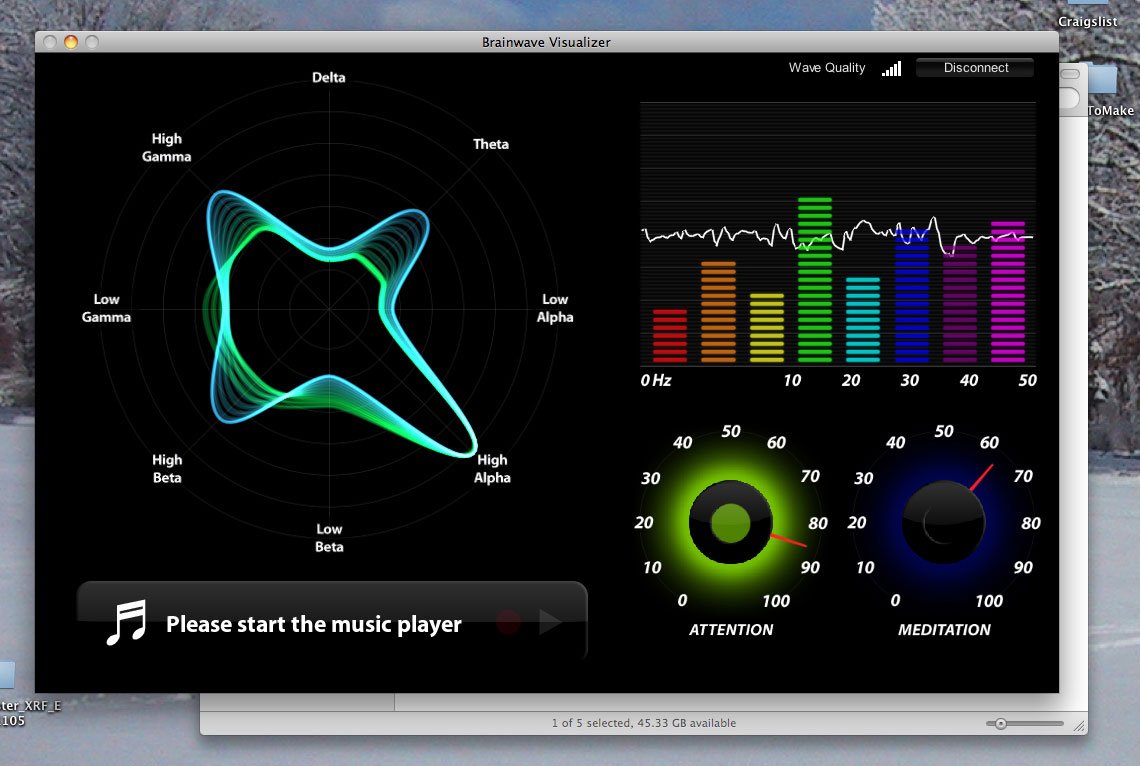 Craigslist
Brainwave Visualizer
Wave Quality
Disconnect
ToMake
Delta
High
Gamma
Theta
Low
Gamma
Low
Alpha
High
Beta
High
Alpha
Low
Beta
0 Hz 10 20 30 40 50
50
40 60
30 70
20 80
10 90
0 100
ATTENTION
50
40 60
30 70
20 80
10 90
0 100
MEDITATION
Please start the music player
ster_XRF_E
105
1 of 5 selected, 45.33 GB available